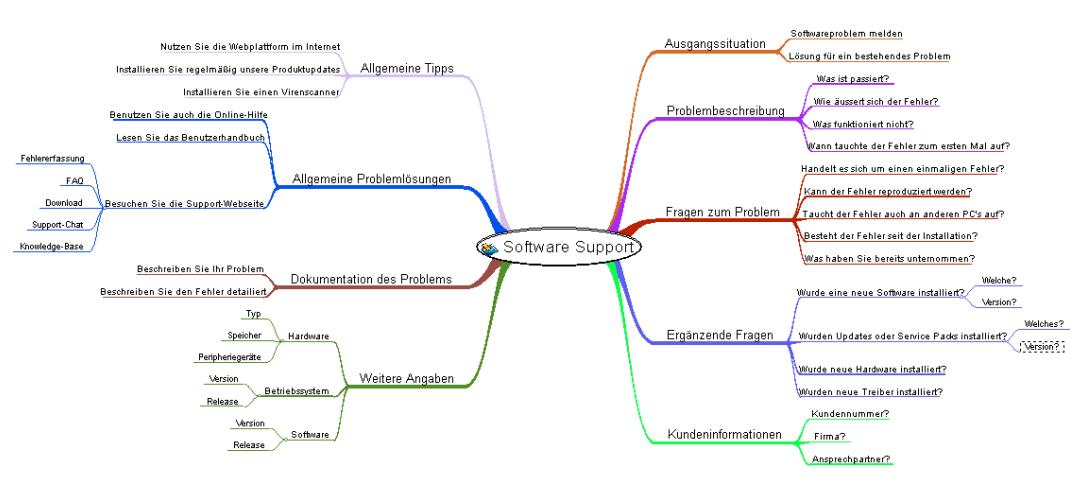 Software Support
Ausgangssituation
Softwareproblem melden
Lösung für ein bestehendes Problem
Problembeschreibung
Was ist passiert?
Wie äussert sich der Fehler?
Was funktioniert nicht?
Wann tauchte der Fehler zum ersten Mal auf?
Fragen zum Problem
Handelt es sich um einen einmaligen Fehler?
Kann der Fehler reproduziert werden?
Taucht der Fehler auch an anderen PC's auf?
Besteht der Fehler seit der Installation?
Was haben Sie bereits unternommen?
Ergänzende Fragen
Wurde eine neue Software installiert?
Welche?
Version?
Wurden Updates oder Service Packs installiert?
Welches?
Version?
Wurde neue Hardware installiert?
Wurden neue Treiber installiert?
Kundeninformationen
Kundennummer?
Firma?
Ansprechpartner?
Allgemeine Tipps
Nutzen Sie die Webplattform im Internet
Installieren Sie regelmäßig unsere Produktupdates
Installieren Sie einen Virenscanner
Allgemeine Problemlösungen
Benutzen Sie auch die Online-Hilfe
Lesen Sie das Benutzerhandbuch
Besuchen Sie die Support-Webseite
Fehlererfassung
FAQ
Download
Support-Chat
Knowledge-Base
Dokumentation des Problems
Beschreiben Sie Ihr Problem
Beschreiben Sie den Fehler detailiert
Weitere Angaben
Hardware
Typ
Speicher
Peripheriegeräte
Betriebssystem
Version
Release
Software
Version
Release